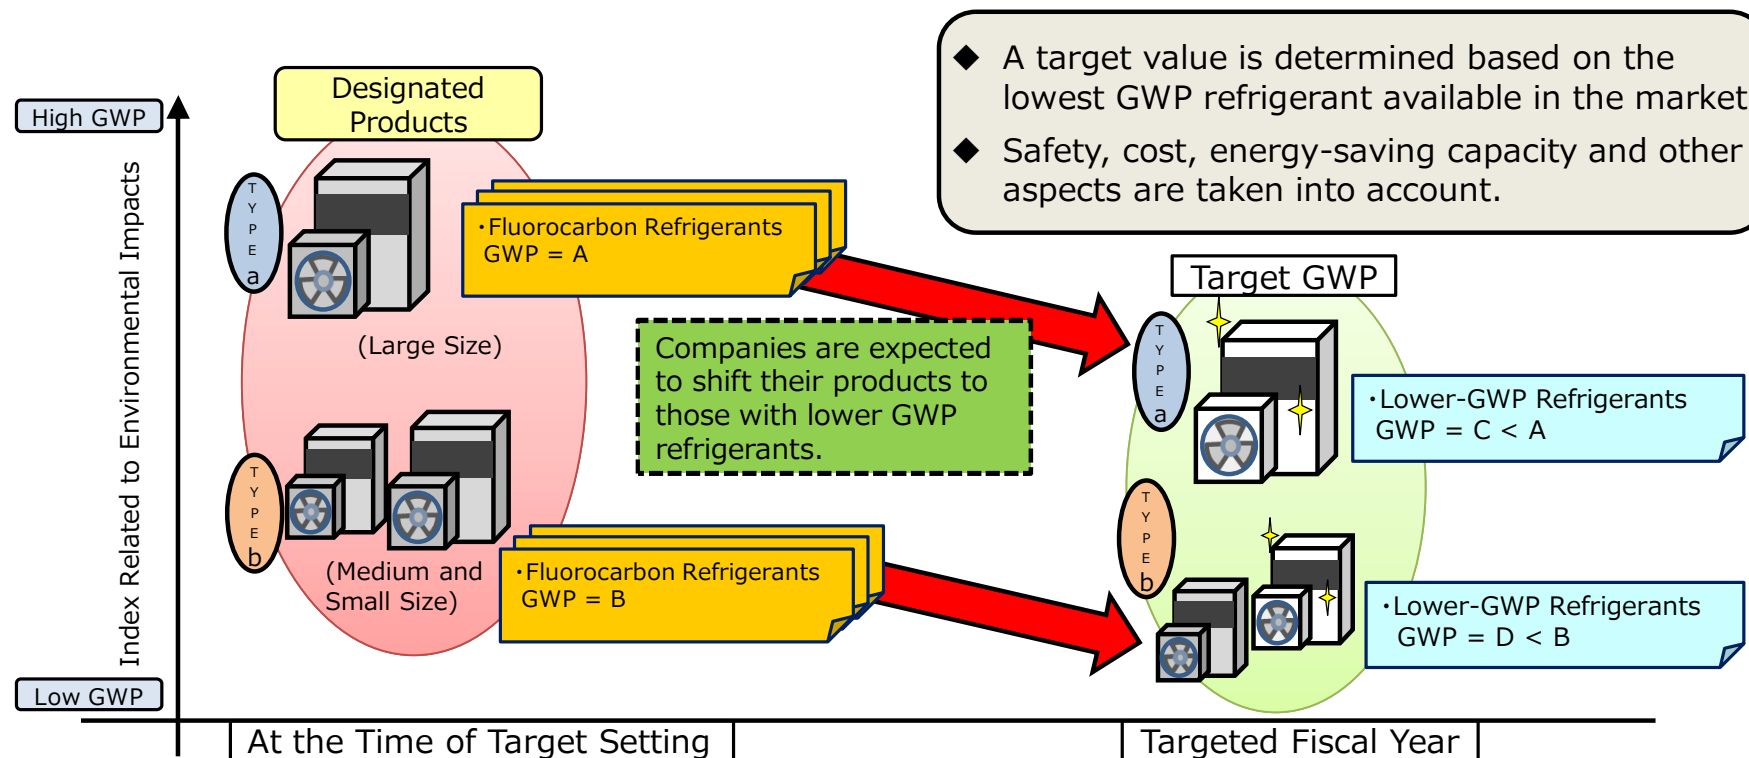 ◆ A target value is determined based on the
lowest GWP refrigerant available in the market
◆ Safety, cost, energy-saving capacity and other
aspects are taken into account.
Designated
Products
High GWP
Index Related to Environmental Impacts
Low GWP
TYPE a
(Large Size)
・Fluorocarbon Refrigerants
GWP = A
TYPE b
(Medium and
Small Size)
・Fluorocarbon Refrigerants
GWP = B
Companies are expected
to shift their products to
those with lower GWP
refrigerants.
Target GWP
TYPE a
・Lower-GWP Refrigerants
GWP = C < A
TYPE b
・Lower-GWP Refrigerants
GWP = D < B
At the Time of Target Setting
Targeted Fiscal Year